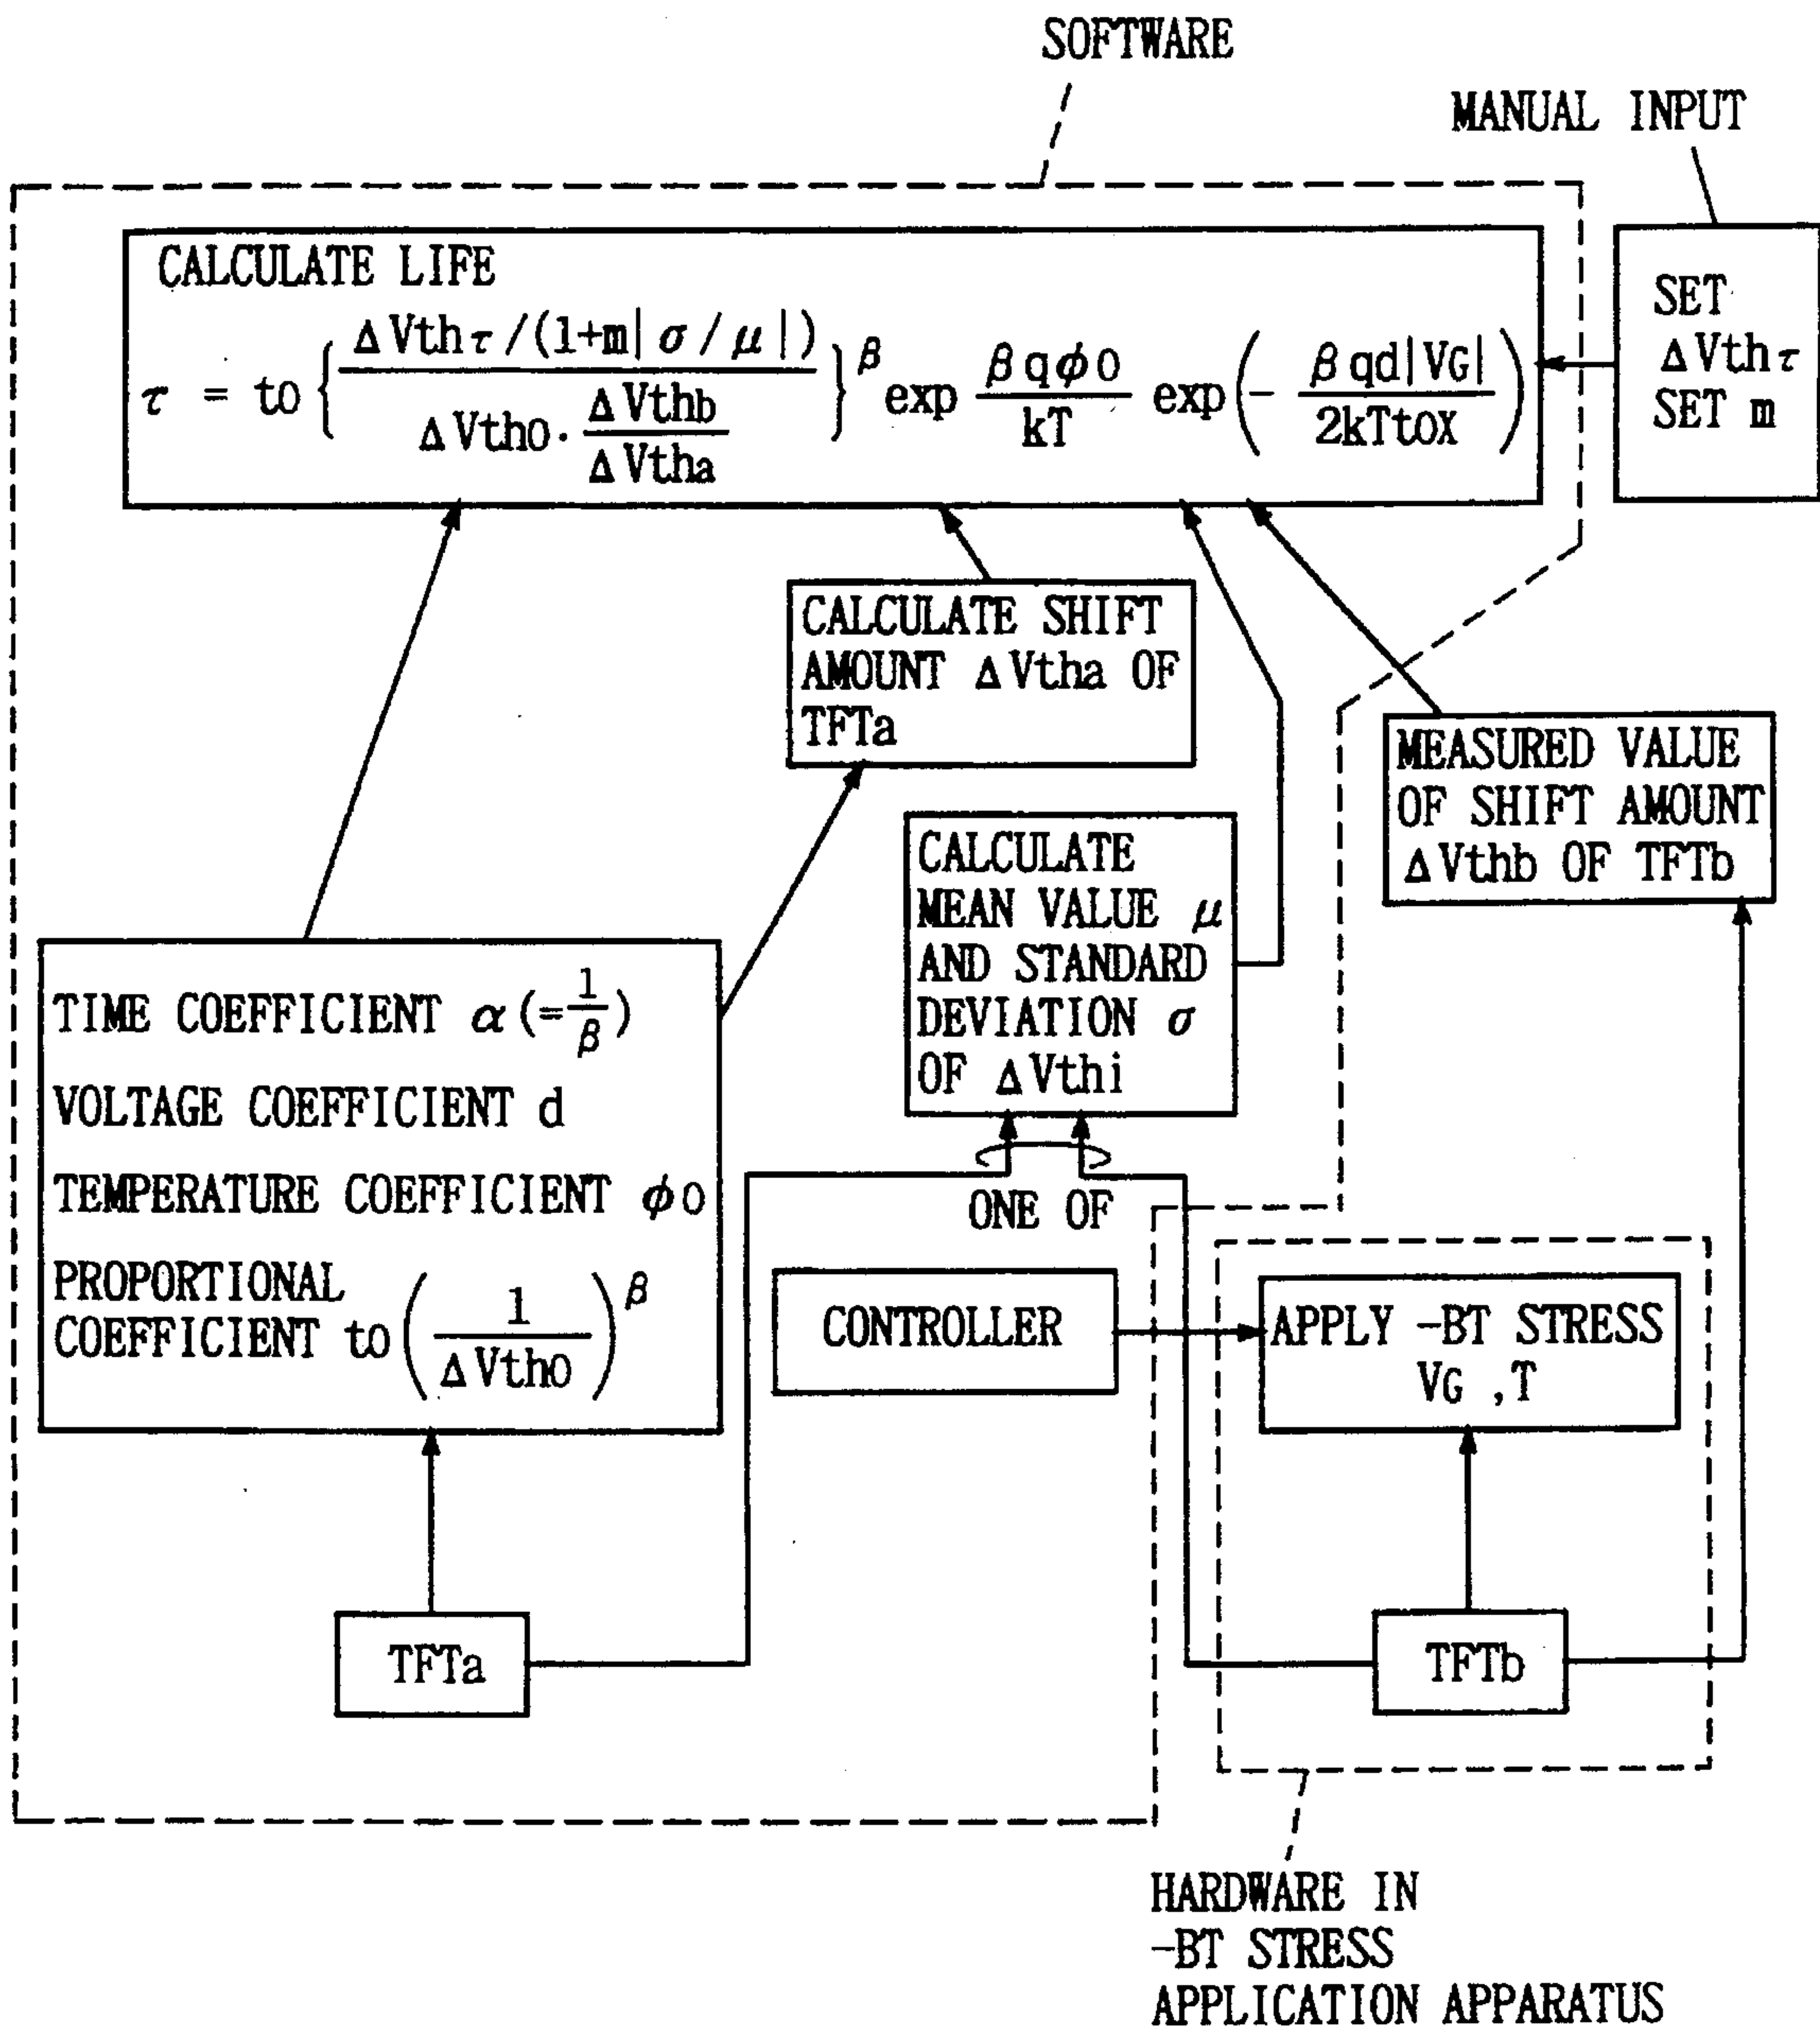 SOFTWARE
MANUAL INPUT
CALCULATE LIFE
τ = to { ΔVthτ/(1+m|σ/μ|) / ΔVtho·ΔVthb/ΔVtha }^β exp βqφ0/kT exp(- βqd|VG|/2kTtox)
SET
ΔVthτ
SET m
CALCULATE SHIFT
AMOUNT ΔVtha OF
TFTa
MEASURED VALUE
OF SHIFT AMOUNT
ΔVthb OF TFTb
CALCULATE
MEAN VALUE μ
AND STANDARD
DEVIATION σ
OF ΔVthi
TIME COEFFICIENT α(=1/β)
VOLTAGE COEFFICIENT d
TEMPERATURE COEFFICIENT φ0
PROPORTIONAL
COEFFICIENT to(1/ΔVtho)^β
ONE OF
CONTROLLER
APPLY -BT STRESS
VG ,T
TFTa
TFTb
HARDWARE IN
-BT STRESS
APPLICATION APPARATUS